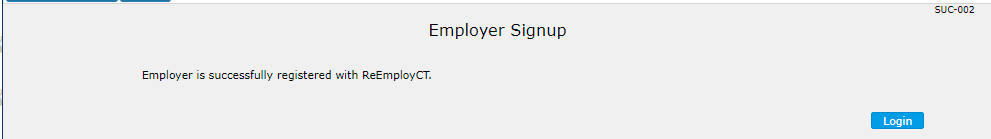 SUC-002
Employer Signup
Employer is successfully registered with ReEmployCT.
Login